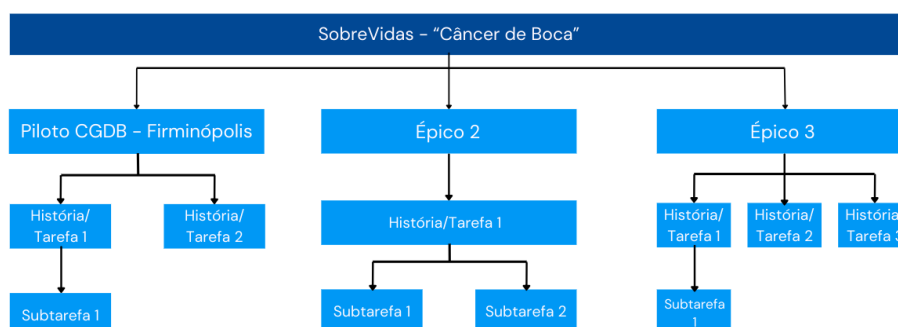 SobreVidas - “Câncer de Boca”
Piloto CGDB - Firminópolis
Épico 2
Épico 3
História/
Tarefa 1
História/
Tarefa 2
História/Tarefa 1
História/
Tarefa 1
História/
Tarefa 2
História/
Tarefa 3
Subtarefa 1
Subtarefa 1
Subtarefa 2
Subtarefa
1